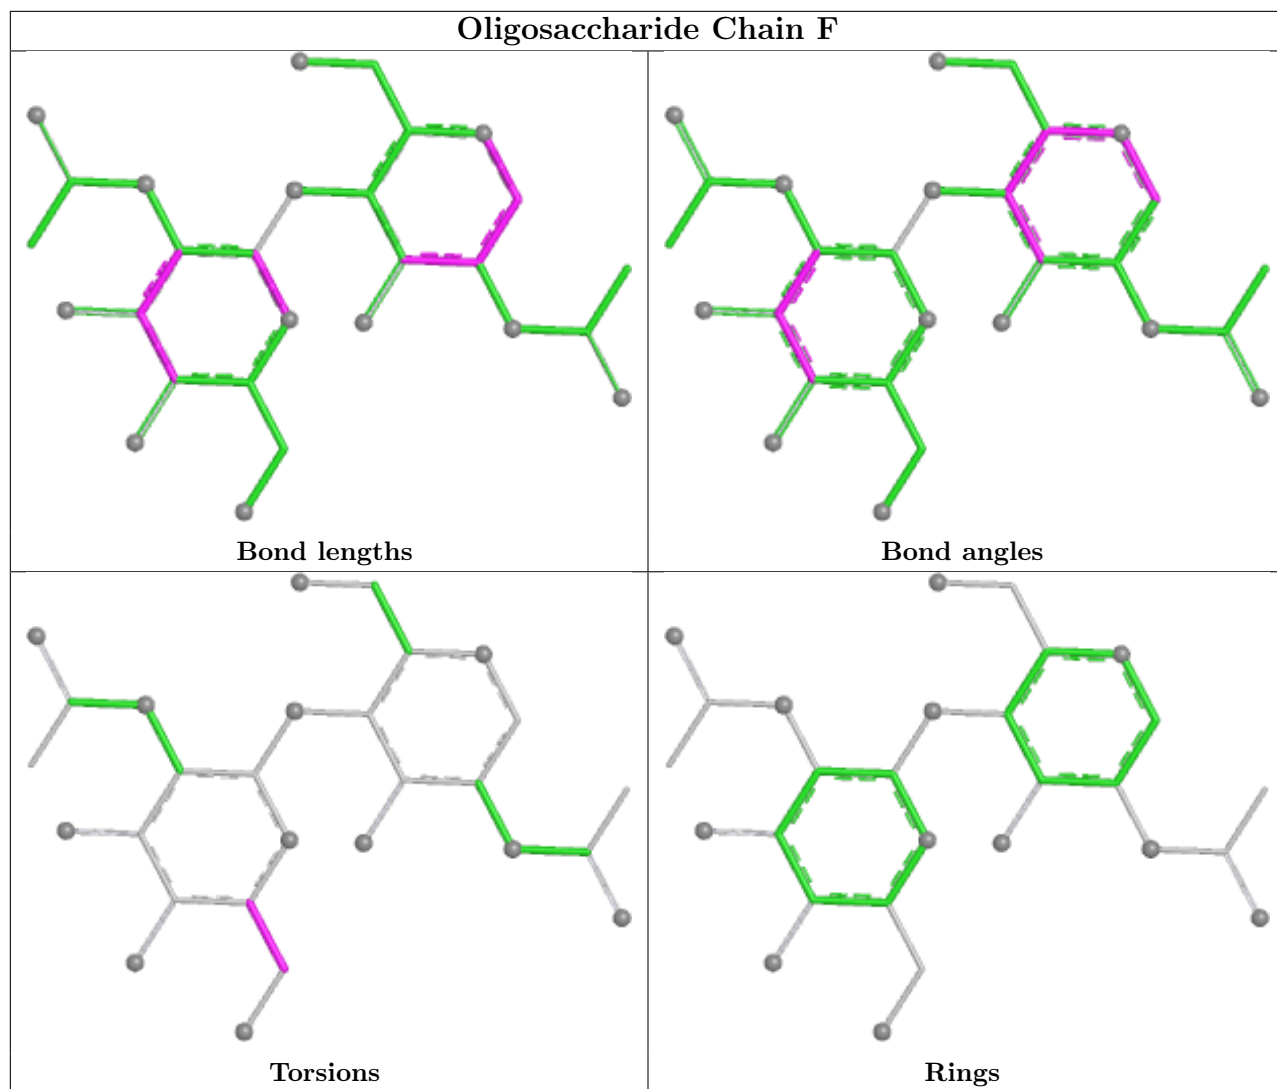 Oligosaccharide Chain F
Bond lengths
Bond angles
Torsions
Rings